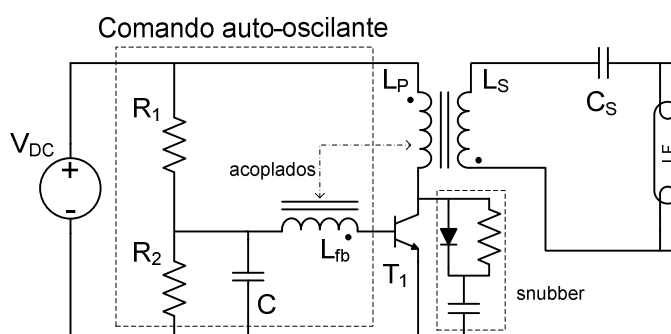 Comando auto-oscilante
LP
LS
R1
CS
VDC
acoplados
LF
+
-
R2
Lfb
T1
C
snubber